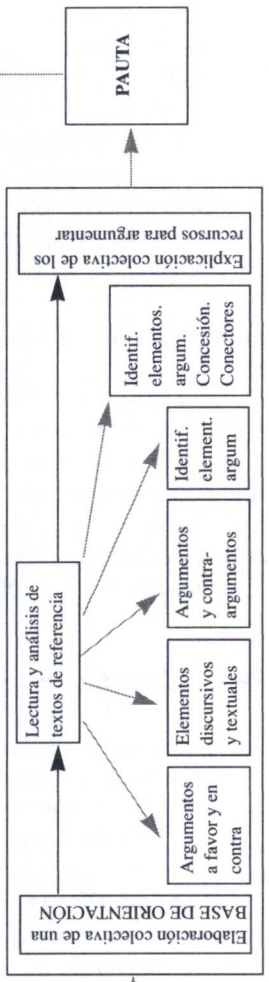 Elaboración colectiva de una
BASE DE ORIENTACIÓN
Lectura y análisis de
textos de referencia
Argumentos
a favor y en
contra
Elementos
discursivos
y textuales
Argumentos
y contra-
argumentos
Identif.
element.
argum
Identif.
elementos.
argum.
Concesión.
Conectores
Explicación colectiva de los
recursos para argumentar
PAUTA